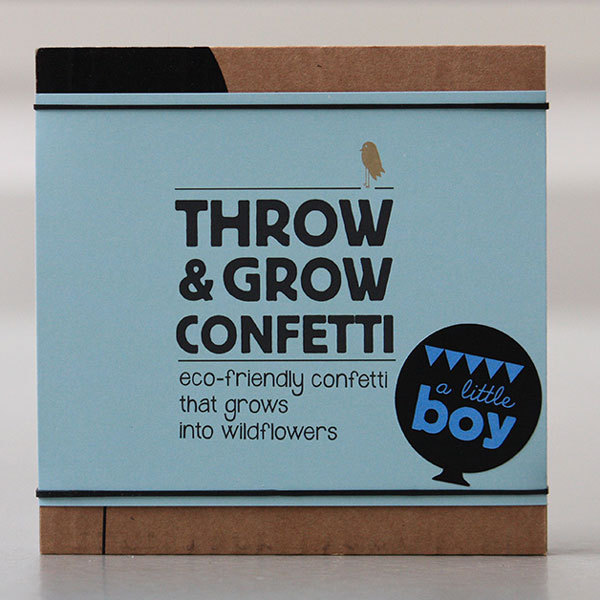 THROW
& GROW
CONFETTI
eco-friendly confetti
that grows
into wildflowers
a little
boy